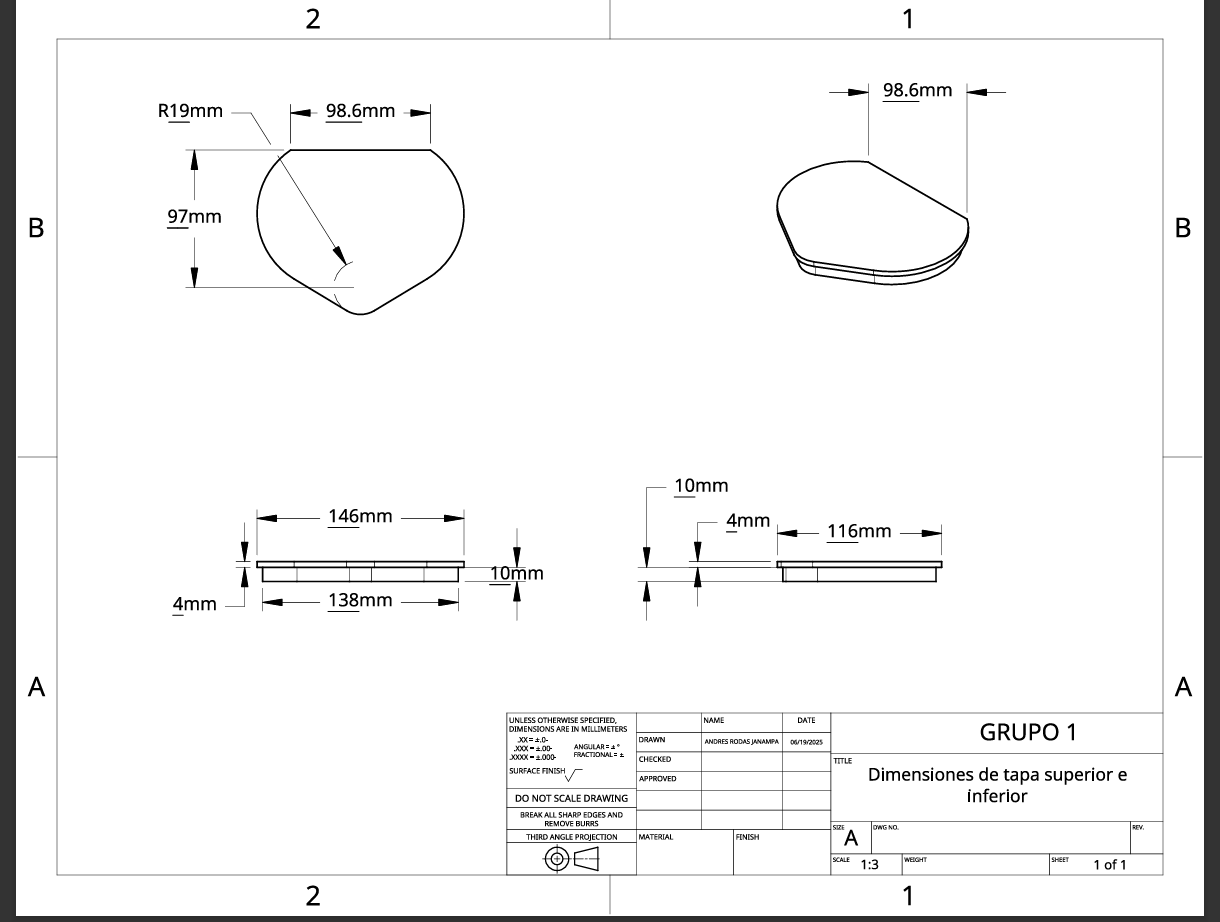 2
1
R19mm
98.6mm
98.6mm
97mm
B
B
10mm
146mm
4mm
116mm
10mm
4mm
138mm
A
A
UNLESS OTHERWISE SPECIFIED,
DIMENSIONS ARE IN MILLIMETERS
.XX = ±.0-
.XXX = ±.00-
.XXXX = ±.000-
ANGULAR = ± °
FRACTIONAL = ±
SURFACE FINISH
DO NOT SCALE DRAWING
BREAK ALL SHARP EDGES AND
REMOVE BURRS
THIRD ANGLE PROJECTION
NAME
DATE
DRAWN
ANDRES RODAS JANAMPA
06/19/2025
CHECKED
APPROVED
MATERIAL
FINISH
GRUPO 1
TITLE
Dimensiones de tapa superior e
inferior
SIZE
A
DWG NO.
REV.
SCALE
1:3
WEIGHT
SHEET
1 of 1
2
1